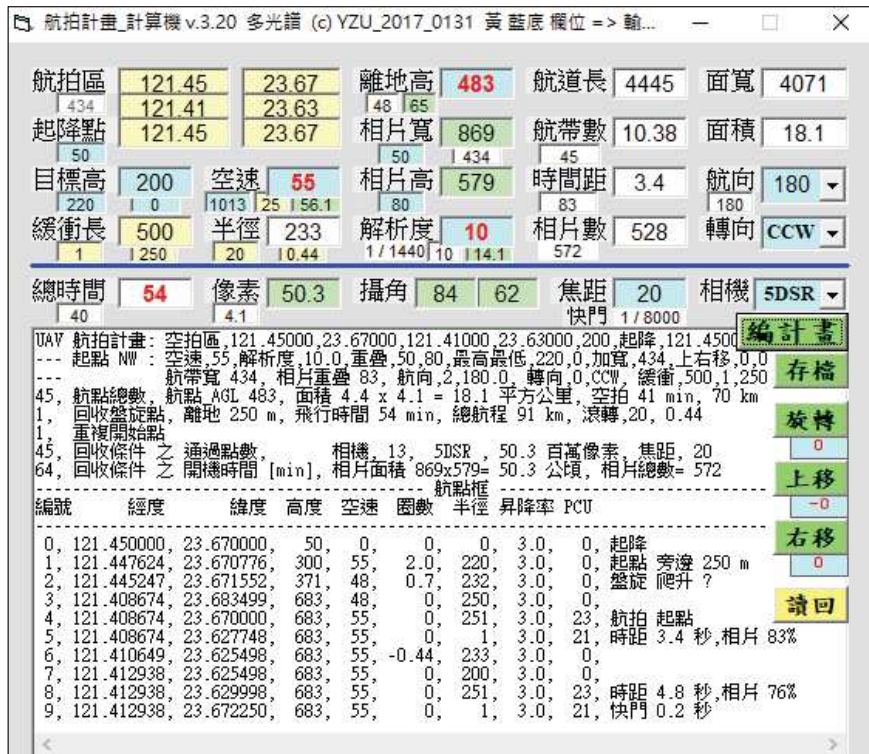 航拍計畫_計算機 v.3.20 多光譜 (c) YZU_2017_0131 黃 藍底 欄位 => 輸...
航拍區 121.45 23.67 離地高 483 航道長 4445 面寬 4071
434 121.41 23.63 48 65
起降點 121.45 23.67 相片寬 869 航帶數 10.38 面積 18.1
50 50 434 45
目標高 200 空速 55 相片高 579 時間距 3.4 航向 180
220 0 1013 25 56.1 80 83 180
緩衝長 500 半徑 233 解析度 10 相片數 528 轉向 CCW
1 250 20 0.44 1 / 1440 10 14.1 572
總時間 54 像素 50.3 攝角 84 62 焦距 20 相機 5DSR
40 4.1 快門 1 / 8000
編計畫
UAV 航拍計畫: 空拍區,121.45000,23.67000,121.41000,23.63000,200,起降,121.4500
--- 起點 NW : 空速,55,解析度,10.0,重疊,50,80,最高最低,220,0,加寬,434,上右移,0,0
--- 航帶寬 434, 相片重疊 83, 航向,2,180.0, 轉向,0,CCW, 緩衝,500,1,250
45, 航點總數, 航點 AGL 483, 面積 4.4 x 4.1 = 18.1 平方公里, 空拍 41 min, 70 km
1, 回收盤旋點, 離地 250 m, 飛行時間 54 min, 總航程 91 km, 滾轉,20, 0.44
1, 重複開始點
45, 回收條件 之 通過點數, 相機, 13, 5DSR , 50.3 百萬像素, 焦距, 20
64, 回收條件 之 開機時間 [min], 相片面積 869x579= 50.3 公頃, 相片總數= 572
航點框
編號 經度 緯度 高度 空速 圈數 半徑 昇降率 PCU
0, 121.450000, 23.670000, 50, 0, 0, 0, 3.0, 0, 起降
1, 121.447624, 23.670776, 300, 55, 2.0, 220, 3.0, 0, 起點 旁邊 250 m
2, 121.445247, 23.671552, 371, 48, 0.7, 232, 3.0, 0, 盤旋 爬升 ?
3, 121.408674, 23.683499, 683, 48, 0, 250, 3.0, 0,
4, 121.408674, 23.670000, 683, 55, 0, 251, 3.0, 23, 航拍 起點
5, 121.408674, 23.627748, 683, 55, 0, 1, 3.0, 21, 時距 3.4 秒,相片 83%
6, 121.410649, 23.625498, 683, 55, -0.44, 233, 3.0, 0,
7, 121.412938, 23.625498, 683, 55, 0, 200, 3.0, 0,
8, 121.412938, 23.629998, 683, 55, 0, 251, 3.0, 23, 時距 4.8 秒,相片 76%
9, 121.412938, 23.672250, 683, 55, 0, 1, 3.0, 21, 快門 0.2 秒
存檔
旋轉
0
上移
-0
右移
0
讀回